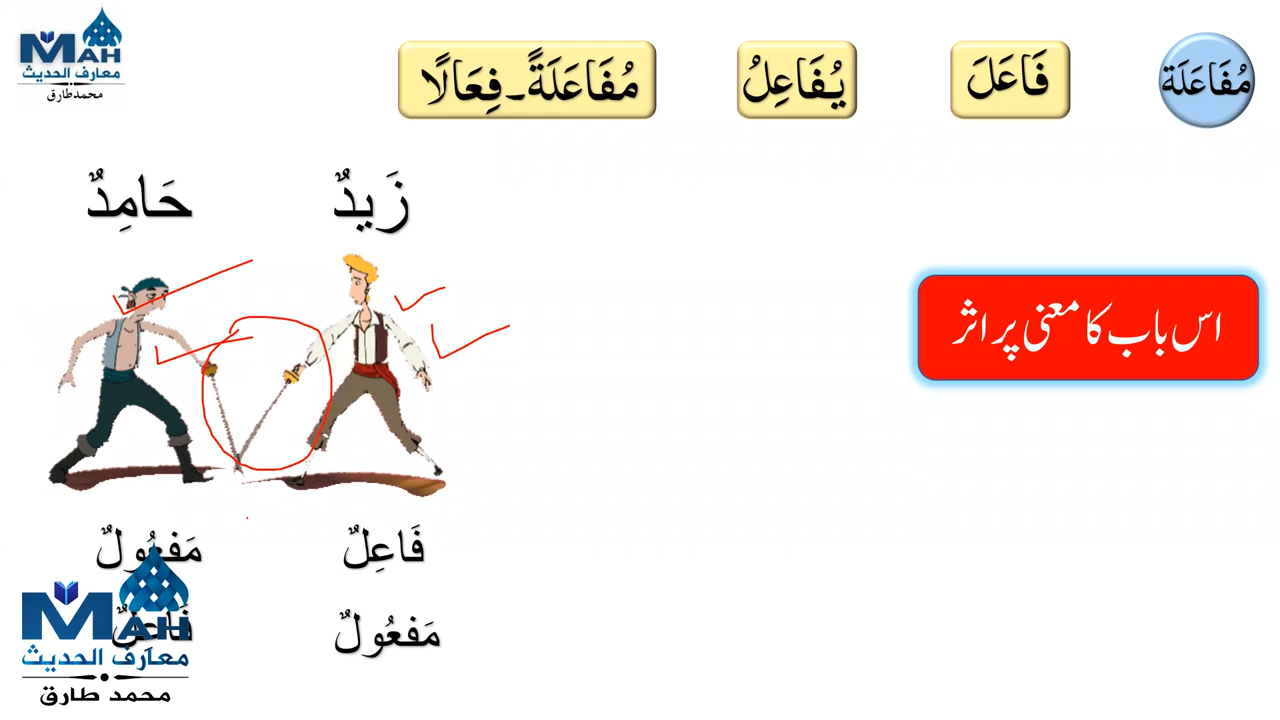 MAH
معارف الحدیث
محمد طارق
مُفَاعَلَة
فَاعَلَ
يُفَاعِلُ
مُفَاعَلَةً ـ فِعَالًا
زَيدٌ
حَامِدٌ
اس باب کا معنی پر اثر
فَاعِلٌ
مَفعُولٌ
مَفعُولٌ
فَاعِلٌ
MAH
معارف الحدیث
محمد طارق